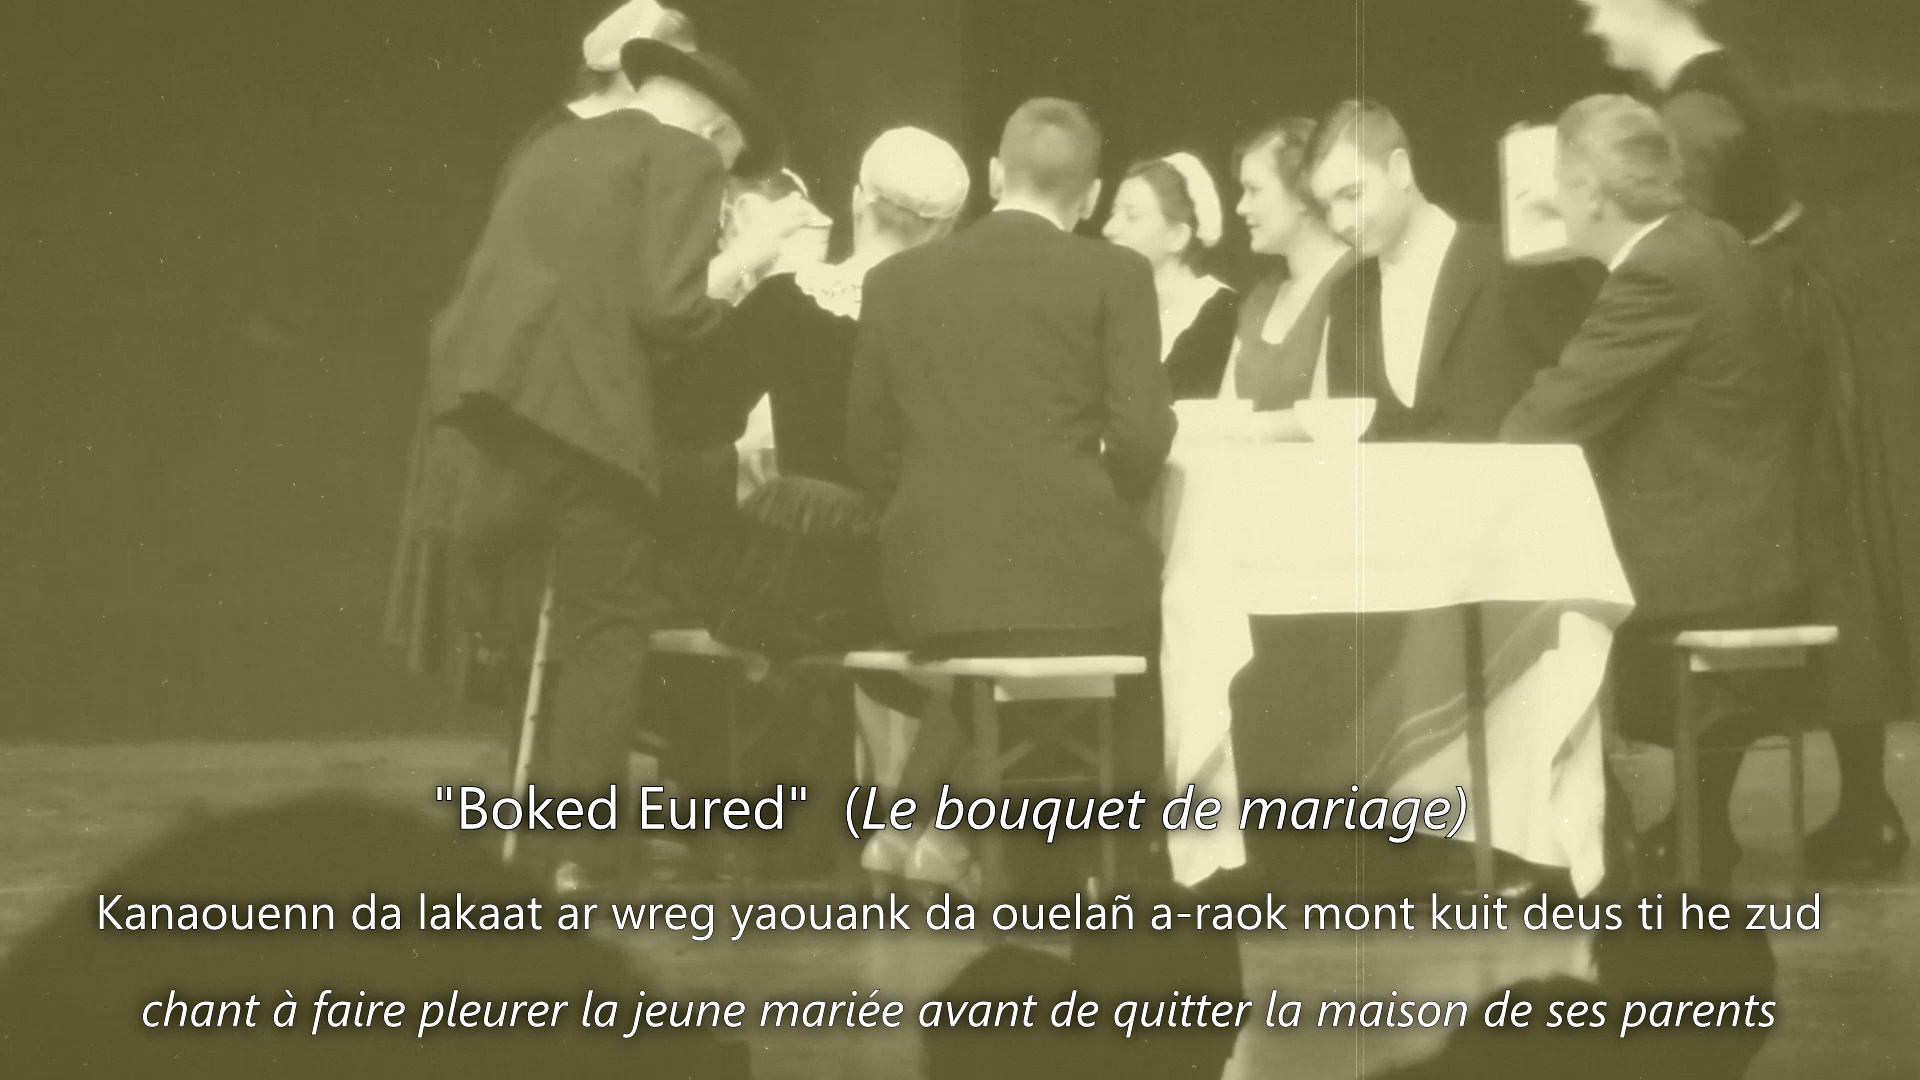 "Boked Eured" (Le bouquet de mariage)
Kanaouenn da lakaat ar wreg yaouank da ouelañ a-raok mont kuit deus ti he zud
chant à faire pleurer la jeune mariée avant de quitter la maison de ses parents